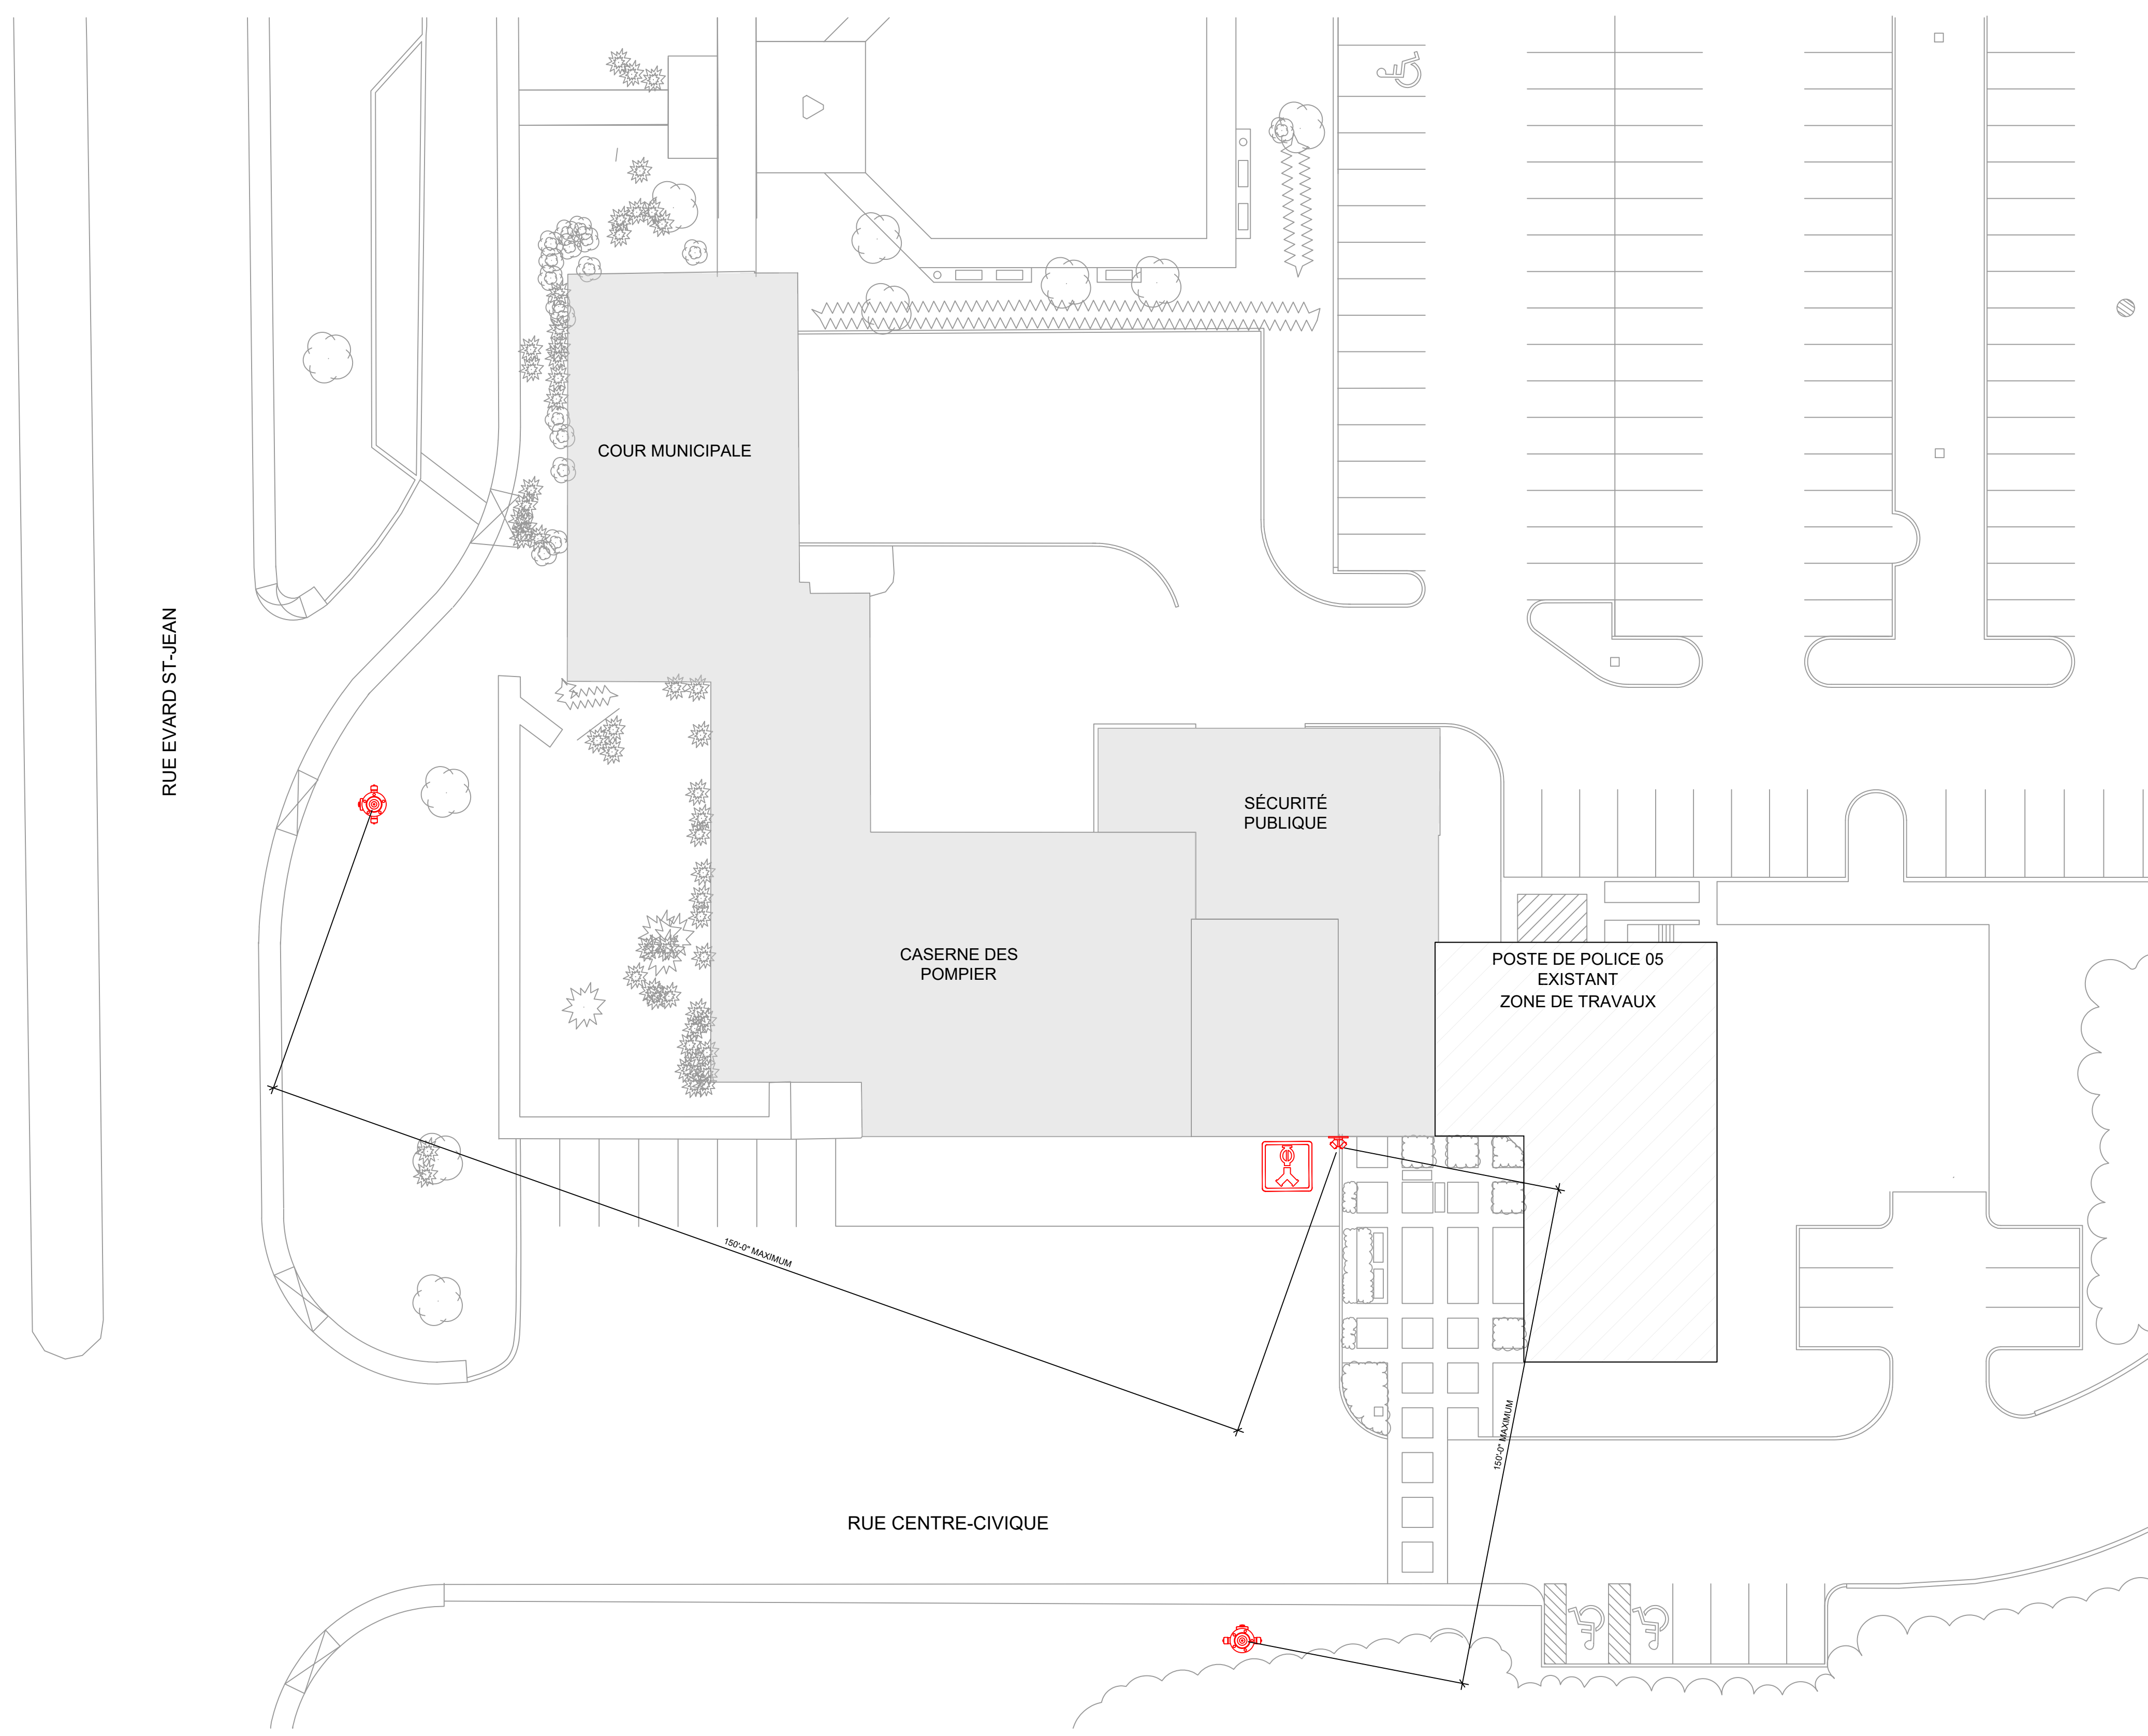 COUR MUNICIPALE
RUE EVARD ST-JEAN
SÉCURITÉ
PUBLIQUE
CASERNE DES
POMPIER
POSTE DE POLICE 05
EXISTANT
ZONE DE TRAVAUX
150'-0" MAXIMUM
150'-0" MAXIMUM
RUE CENTRE-CIVIQUE